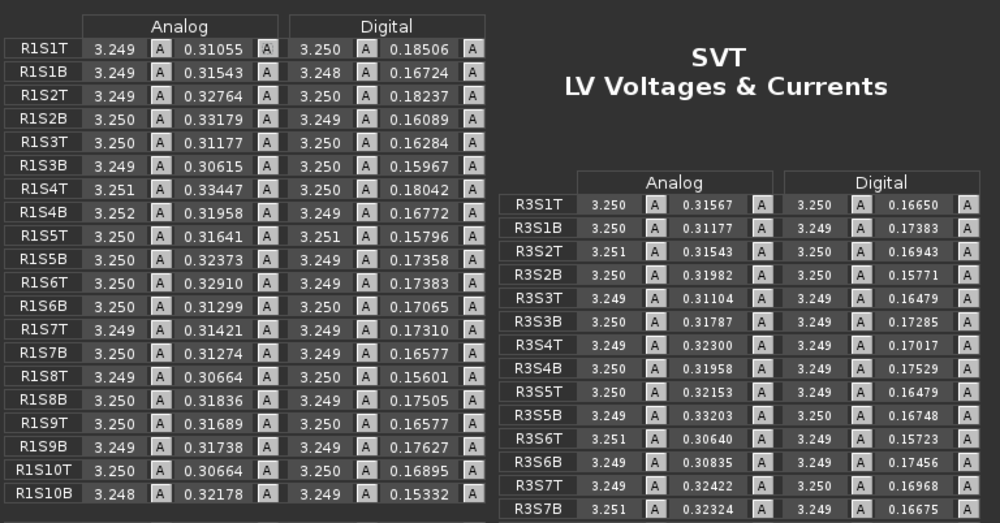 Analog Digital
R1S1T 3.249 A 0.31055 A 3.250 A 0.18506 A
R1S1B 3.249 A 0.31543 A 3.248 A 0.16724 A
R1S2T 3.249 A 0.32764 A 3.250 A 0.18237 A
R1S2B 3.250 A 0.33179 A 3.249 A 0.16089 A
R1S3T 3.250 A 0.31177 A 3.250 A 0.16284 A
R1S3B 3.249 A 0.30615 A 3.250 A 0.15967 A
R1S4T 3.251 A 0.33447 A 3.250 A 0.18042 A
R1S4B 3.252 A 0.31958 A 3.249 A 0.16772 A
R1S5T 3.250 A 0.31641 A 3.251 A 0.15796 A
R1S5B 3.250 A 0.32373 A 3.249 A 0.17358 A
R1S6T 3.250 A 0.32910 A 3.249 A 0.17383 A
R1S6B 3.250 A 0.31299 A 3.250 A 0.17065 A
R1S7T 3.249 A 0.31421 A 3.249 A 0.17310 A
R1S7B 3.250 A 0.31274 A 3.249 A 0.16577 A
R1S8T 3.249 A 0.30664 A 3.250 A 0.15601 A
R1S8B 3.250 A 0.31836 A 3.249 A 0.17505 A
R1S9T 3.250 A 0.31689 A 3.250 A 0.16577 A
R1S9B 3.249 A 0.31738 A 3.249 A 0.17627 A
R1S10T 3.250 A 0.30664 A 3.250 A 0.16895 A
R1S10B 3.248 A 0.32178 A 3.249 A 0.15332 A
SVT
LV Voltages & Currents
Analog Digital
R3S1T 3.250 A 0.31567 A 3.250 A 0.16650 A
R3S1B 3.250 A 0.31177 A 3.249 A 0.17383 A
R3S2T 3.251 A 0.31543 A 3.250 A 0.16943 A
R3S2B 3.250 A 0.31982 A 3.250 A 0.15771 A
R3S3T 3.249 A 0.31104 A 3.249 A 0.16479 A
R3S3B 3.250 A 0.31787 A 3.249 A 0.17285 A
R3S4T 3.249 A 0.32300 A 3.249 A 0.17017 A
R3S4B 3.250 A 0.31958 A 3.249 A 0.17529 A
R3S5T 3.250 A 0.32153 A 3.249 A 0.16479 A
R3S5B 3.249 A 0.33203 A 3.250 A 0.16748 A
R3S6T 3.251 A 0.30640 A 3.249 A 0.15723 A
R3S6B 3.249 A 0.30835 A 3.249 A 0.17456 A
R3S7T 3.249 A 0.32422 A 3.250 A 0.16968 A
R3S7B 3.251 A 0.32324 A 3.249 A 0.16675 A